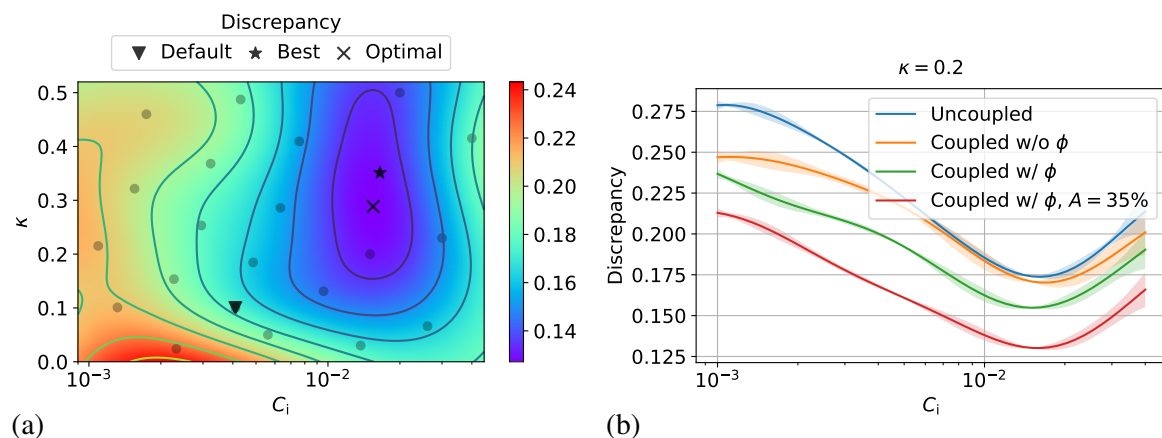 Discrepancy
Default Best Optimal
κ
0.5
0.4
0.3
0.2
0.1
0.0
10⁻³ 10⁻²
C_i
0.24
0.22
0.20
0.18
0.16
0.14
(a)
κ = 0.2
Discrepancy
0.275
0.250
0.225
0.200
0.175
0.150
0.125
Uncoupled
Coupled w/o ϕ
Coupled w/ ϕ
Coupled w/ ϕ, A = 35%
10⁻³ 10⁻²
C_i
(b)